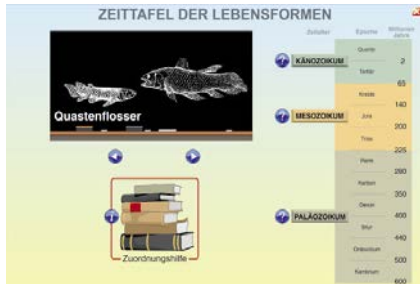 ZEITTAFEL DER LEBENSFORMEN
Zeitalter Epoche Millionen Jahre
Quastenflosser
Zuordnungshilfe
KÄNOZOIKUM
MESOZOIKUM
PALÄOZOIKUM
Quartär
2
Tertiär
65
Kreide
140
Jura
200
Trias
225
Perm
280
Karbon
350
Devon
400
Silur
440
Ordovizium
500
Kambrium
600